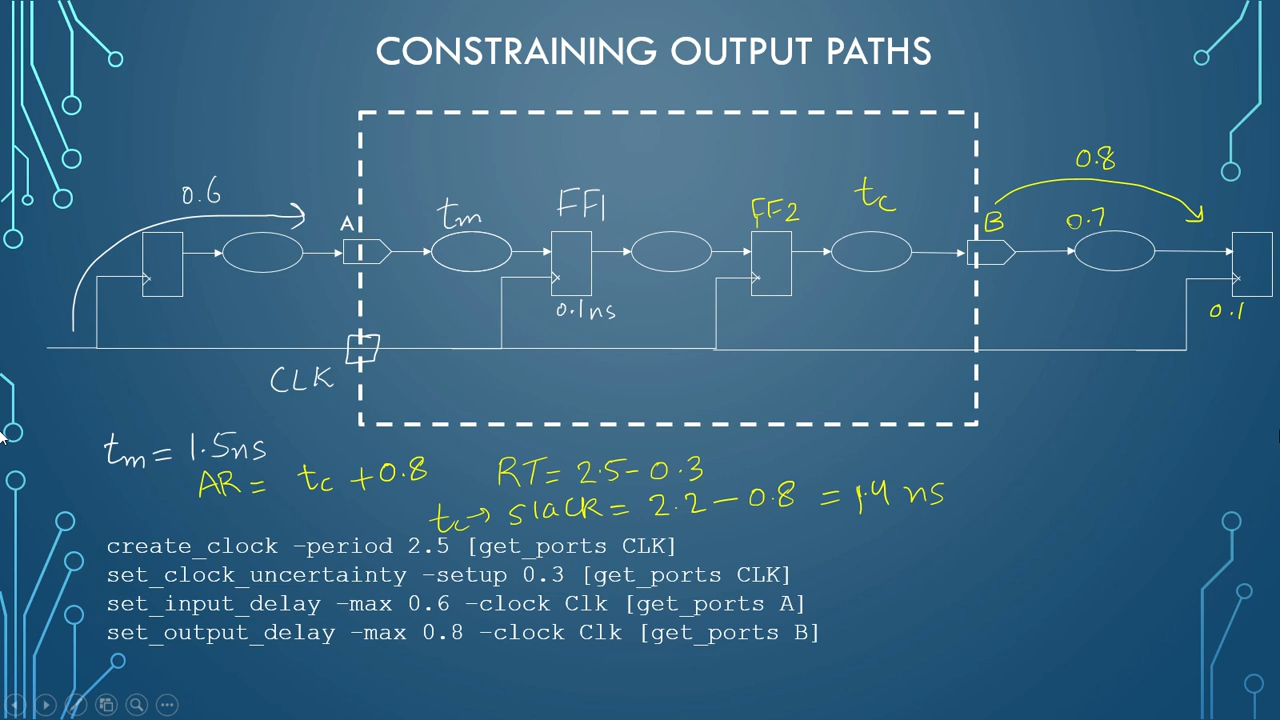 CONSTRAINING OUTPUT PATHS
0.6
A
tm
FF1
FF2
tc
B
0.8
0.7
0.1ns
0.1
CLK
tm = 1.5ns
AR = tc + 0.8
RT = 2.5 - 0.3
tc → slack = 2.2 - 0.8 = 1.4 ns
create_clock –period 2.5 [get_ports CLK]
set_clock_uncertainty –setup 0.3 [get_ports CLK]
set_input_delay –max 0.6 –clock Clk [get_ports A]
set_output_delay –max 0.8 –clock Clk [get_ports B]